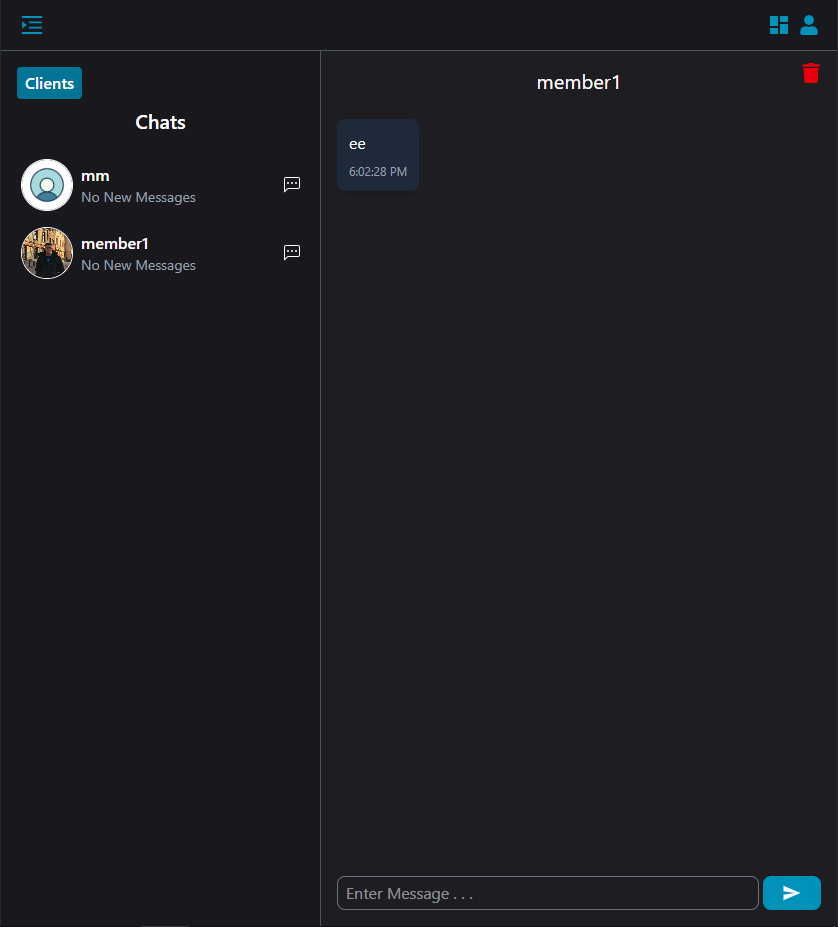 Clients
Chats
mm
No New Messages
member1
No New Messages
member1
ee
6:02:28 PM
Enter Message . . .